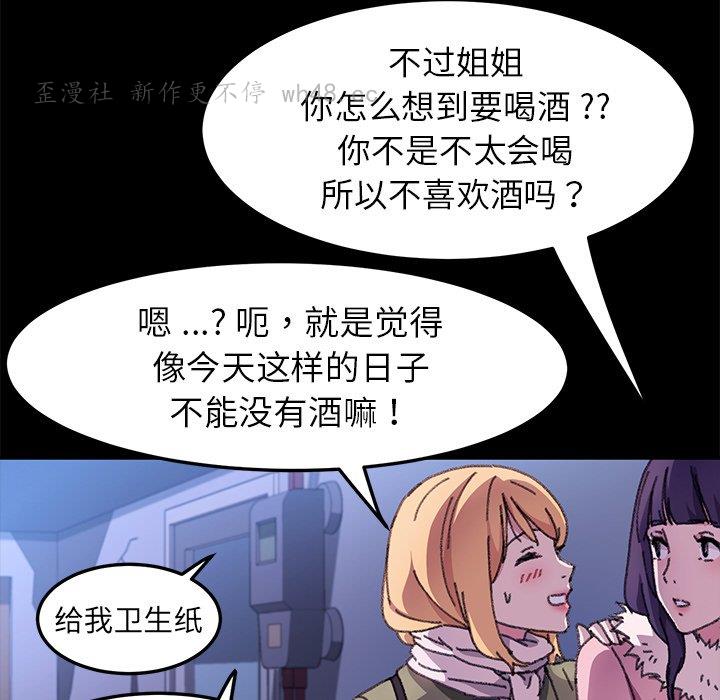 不过姐姐
你怎么想到要喝酒??
你不是不太会喝
所以不喜欢酒吗？
歪漫社 新作更不停 wh48.cc
嗯...?呃，就是觉得
像今天这样的日子
不能没有酒嘛！
给我卫生纸